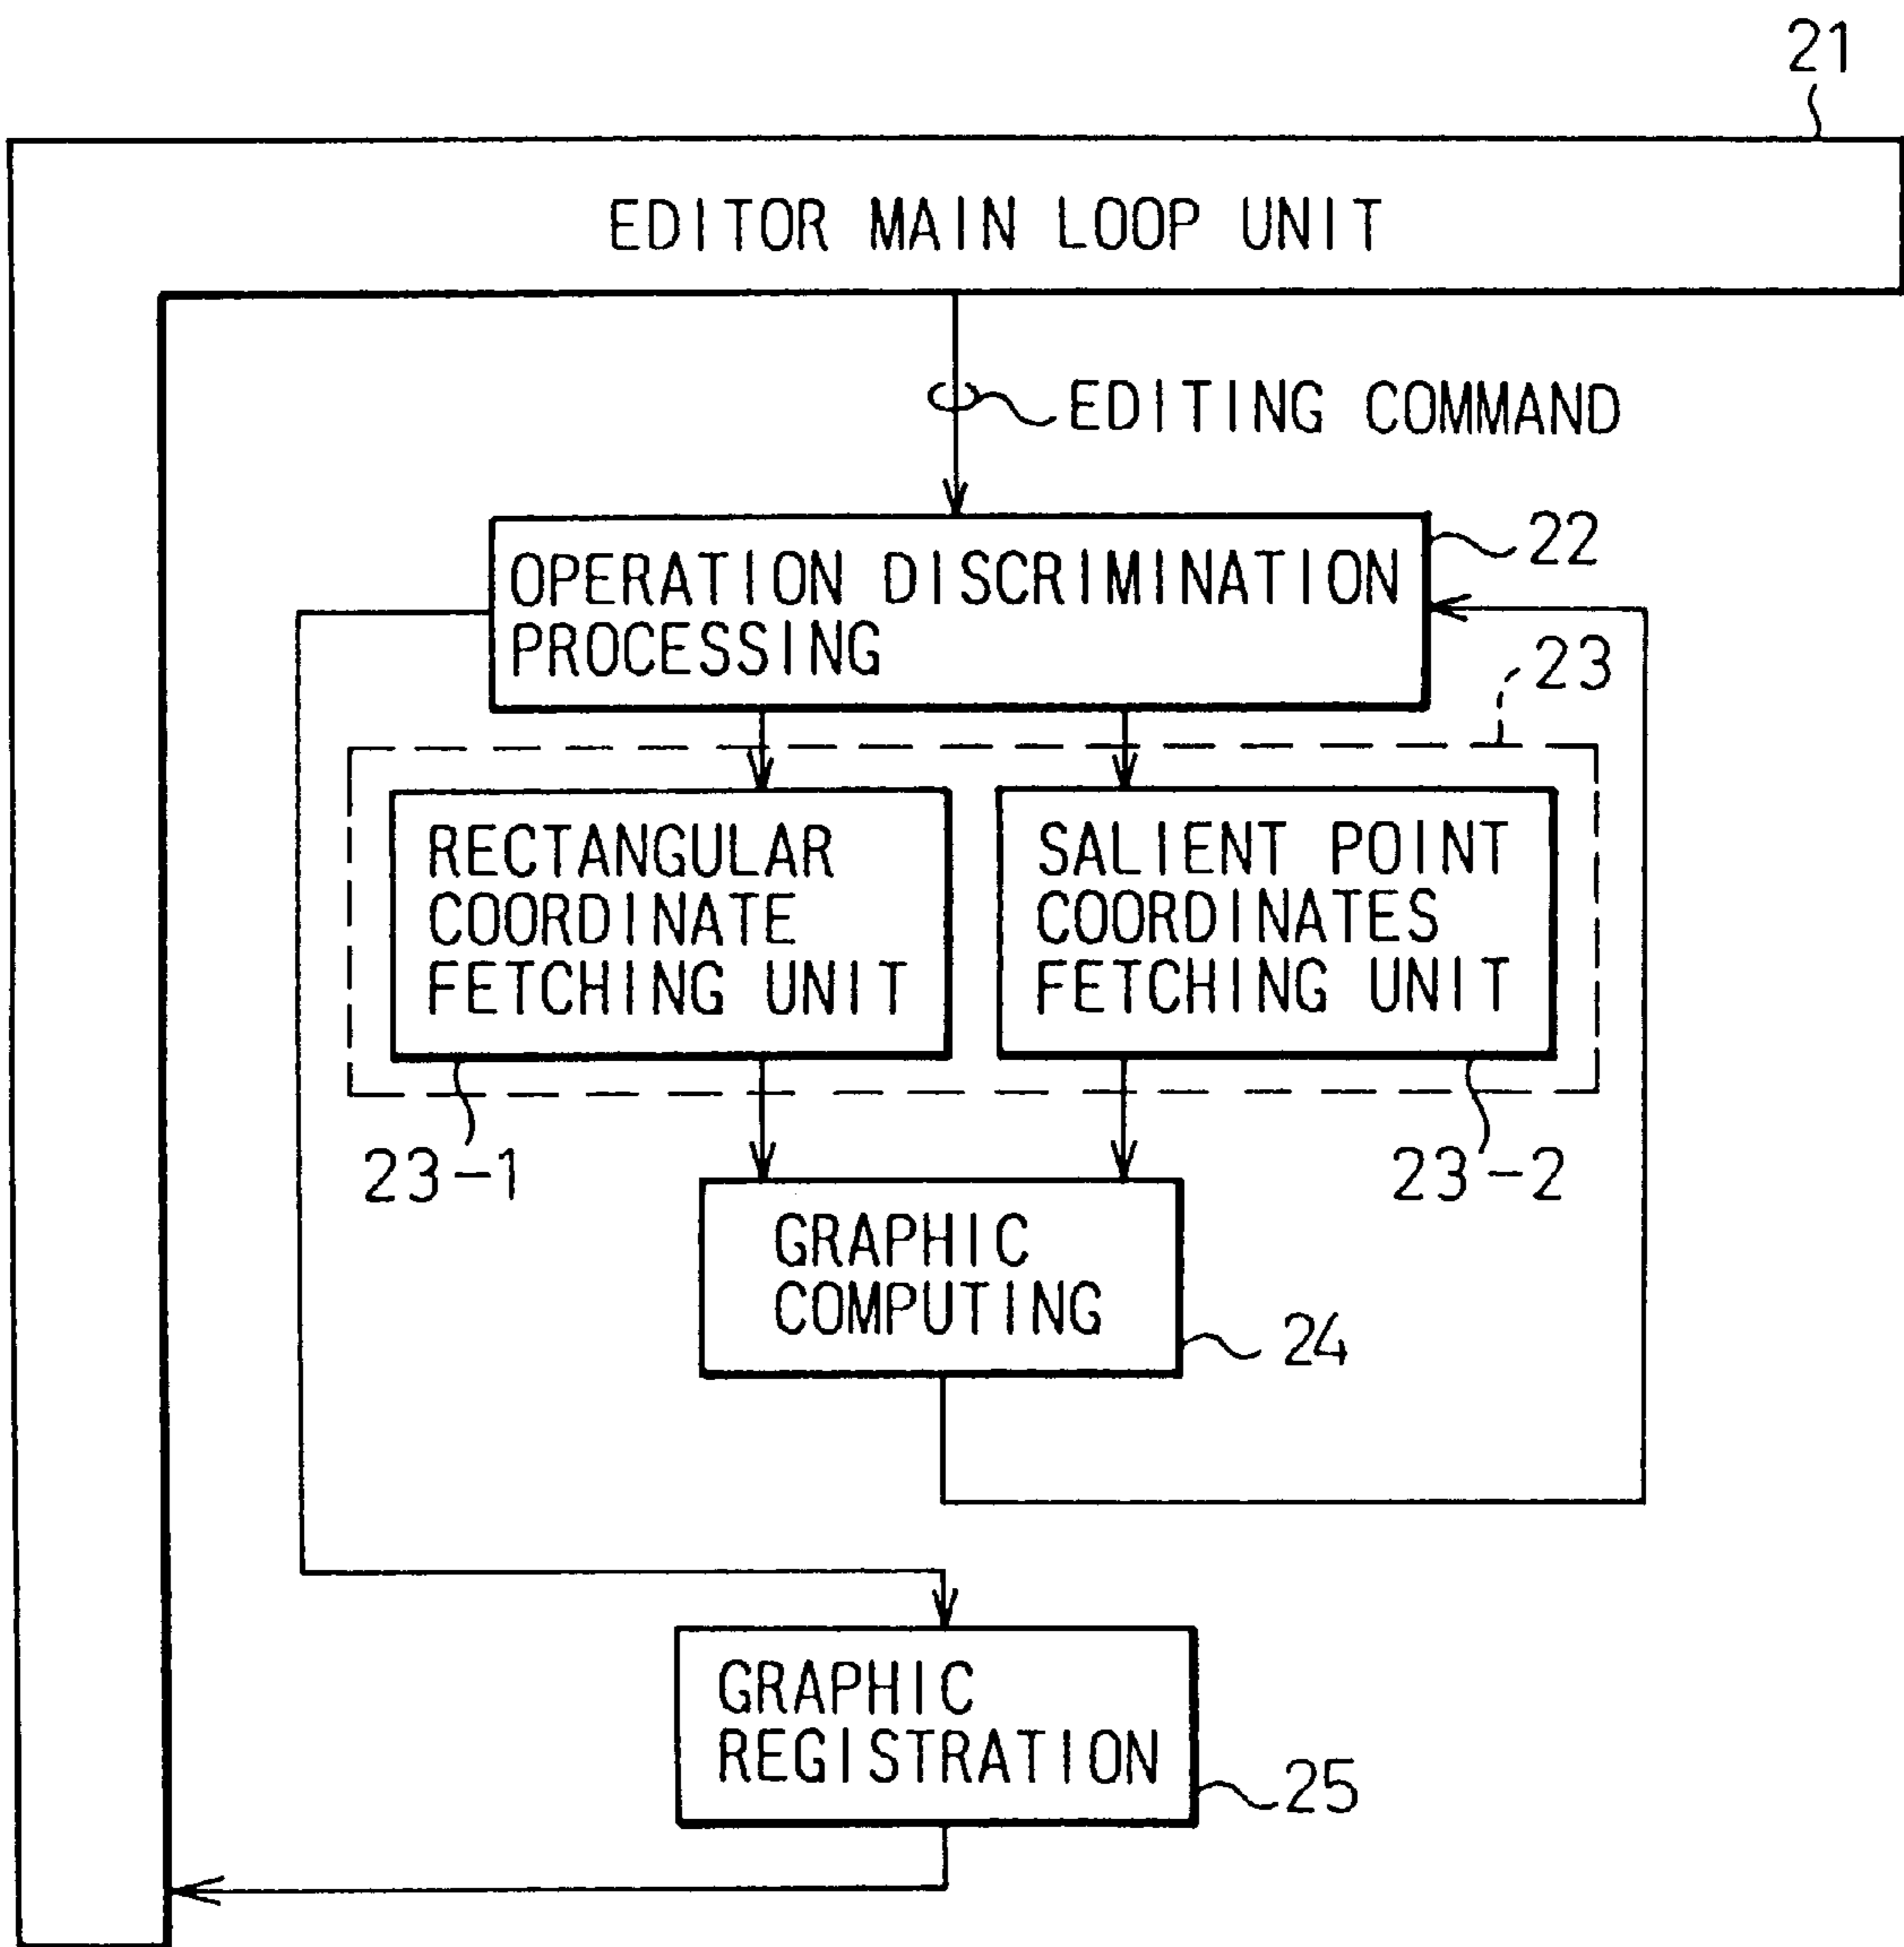 21
EDITOR MAIN LOOP UNIT
EDITING COMMAND
22
OPERATION DISCRIMINATION
PROCESSING
23
RECTANGULAR
COORDINATE
FETCHING UNIT
SALIENT POINT
COORDINATES
FETCHING UNIT
23-1
23-2
GRAPHIC
COMPUTING
24
GRAPHIC
REGISTRATION
25